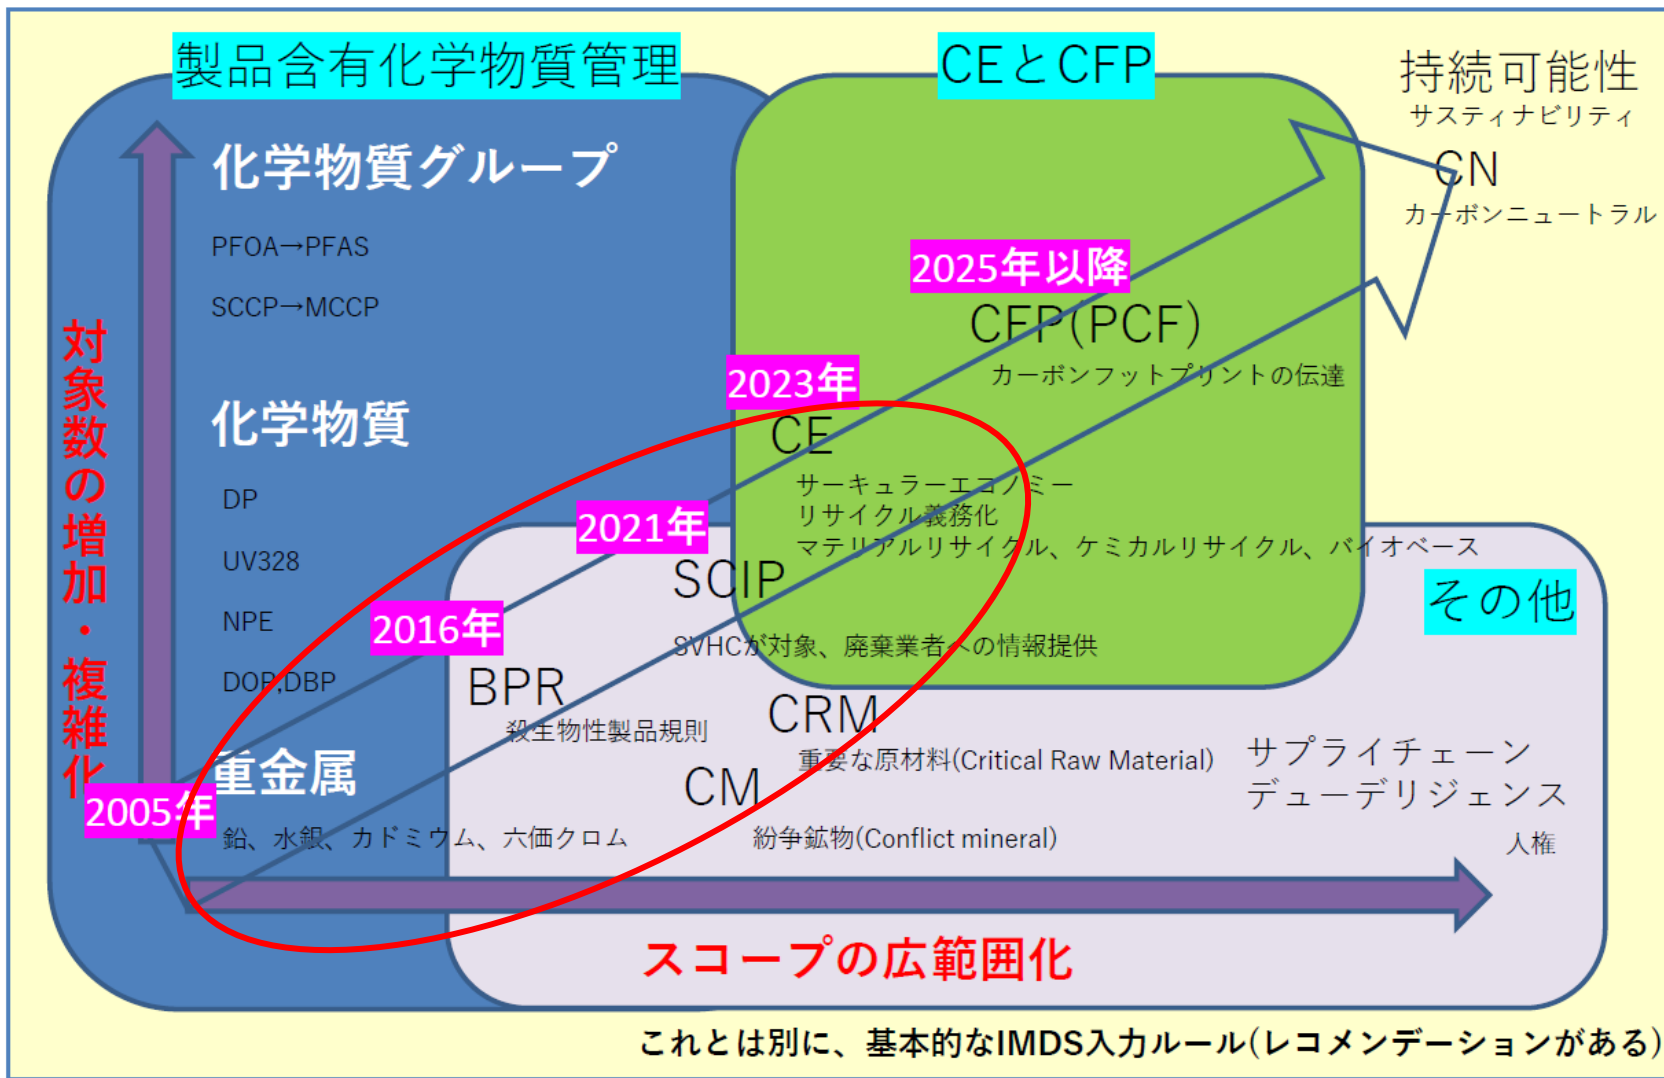 製品含有化学物質管理
CEとCFP
持続可能性
サスティナビリティ
CN
カーボンニュートラル
化学物質グループ
PFOA→PFAS
SCCP→MCCP
2025年以降
CFP(PCF)
カーボンフットプリントの伝達
対象数の増加・複雑化
化学物質
DP
UV328
NPE
DOP,DBP
2023年
CE
サーキュラーエコノミー
リサイクル義務化
マテリアルリサイクル、ケミカルリサイクル、バイオベース
2021年
SCIP
SVHCが対象、廃棄業者への情報提供
その他
2016年
BPR
殺生物性製品規則
CRM
重要な原材料(Critical Raw Material)
サプライチェーン
デューデリジェンス
人権
重金属
2005年
鉛、水銀、カドミウム、六価クロム
CM
紛争鉱物(Conflict mineral)
スコープの広範囲化
これとは別に、基本的なIMDS入力ルール(レコメンデーションがある)